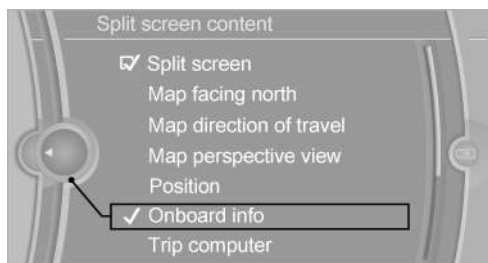 Split screen content
Split screen
Map facing north
Map direction of travel
Map perspective view
Position
Onboard info
Trip computer